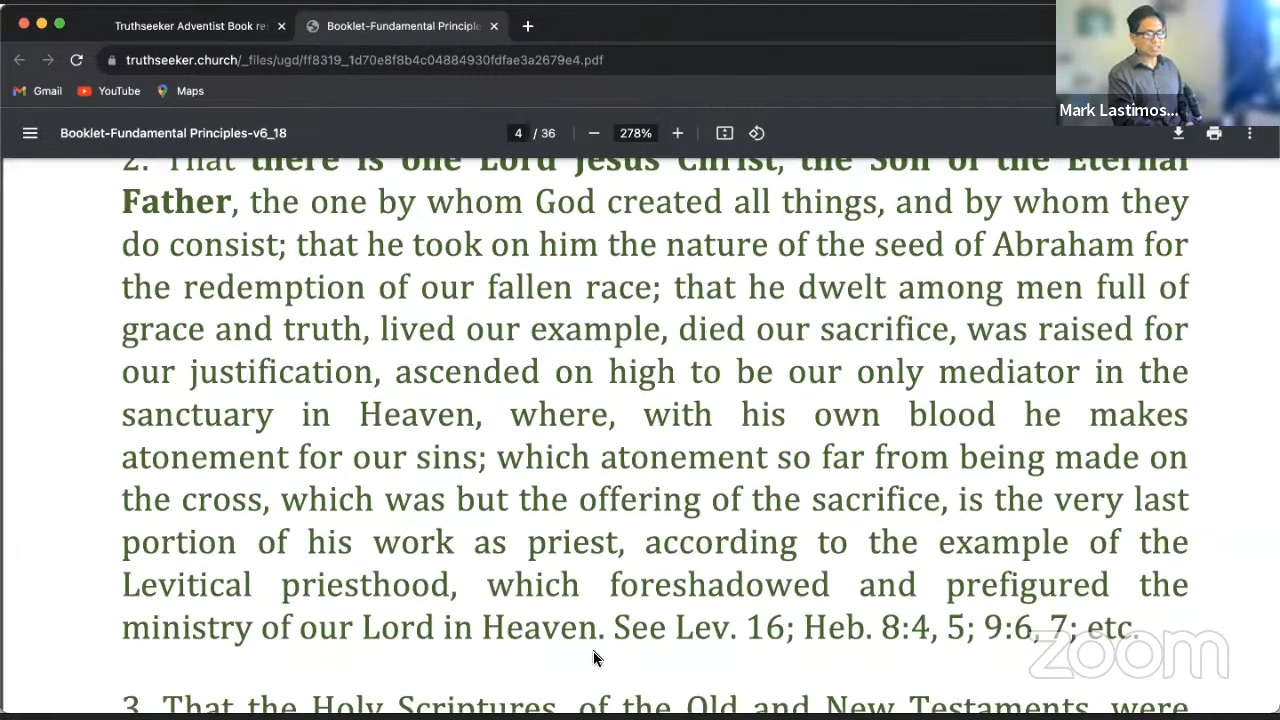 Truthseeker Adventist Book re
Booklet-Fundamental Principle
truthseeker.church/_files/ugd/ff8319_1d70e8f8b4c04884930fdfae3a2679e4.pdf
Gmail YouTube Maps
Mark Lastimos...
Booklet-Fundamental Principles-v6_18 4 / 36 278%
2. That there is one Lord Jesus Christ, the Son of the Eternal
Father, the one by whom God created all things, and by whom they
do consist; that he took on him the nature of the seed of Abraham for
the redemption of our fallen race; that he dwelt among men full of
grace and truth, lived our example, died our sacrifice, was raised for
our justification, ascended on high to be our only mediator in the
sanctuary in Heaven, where, with his own blood he makes
atonement for our sins; which atonement so far from being made on
the cross, which was but the offering of the sacrifice, is the very last
portion of his work as priest, according to the example of the
Levitical priesthood, which foreshadowed and prefigured the
ministry of our Lord in Heaven. See Lev. 16; Heb. 8:4, 5; 9:6, 7; etc.
zoom
3. That the Holy Scriptures, of the Old and New Testaments, were